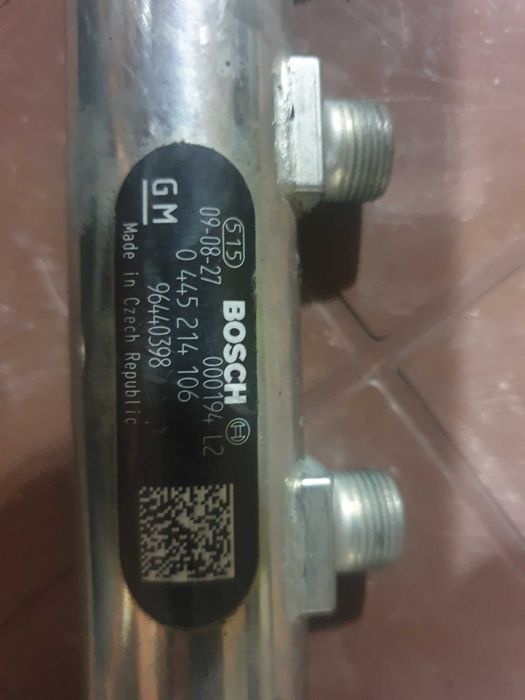 515 BOSCH
09-08-27 000194 L2
0 445 214 106
GM 96440398
Made in Czech Republic